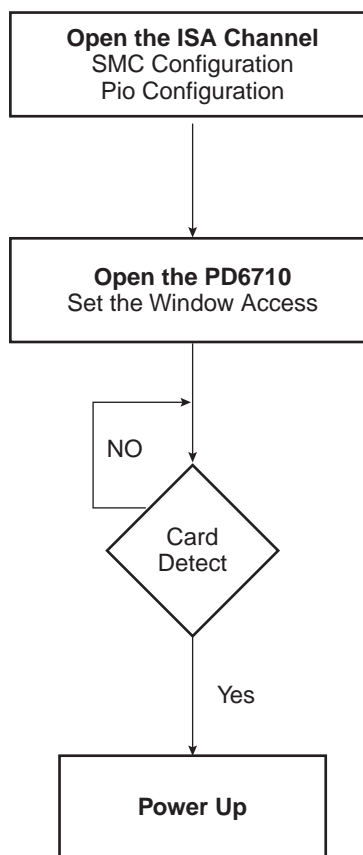 Open the ISA Channel
SMC Configuration
Pio Configuration
Open the PD6710
Set the Window Access
NO
Card
Detect
Yes
Power Up